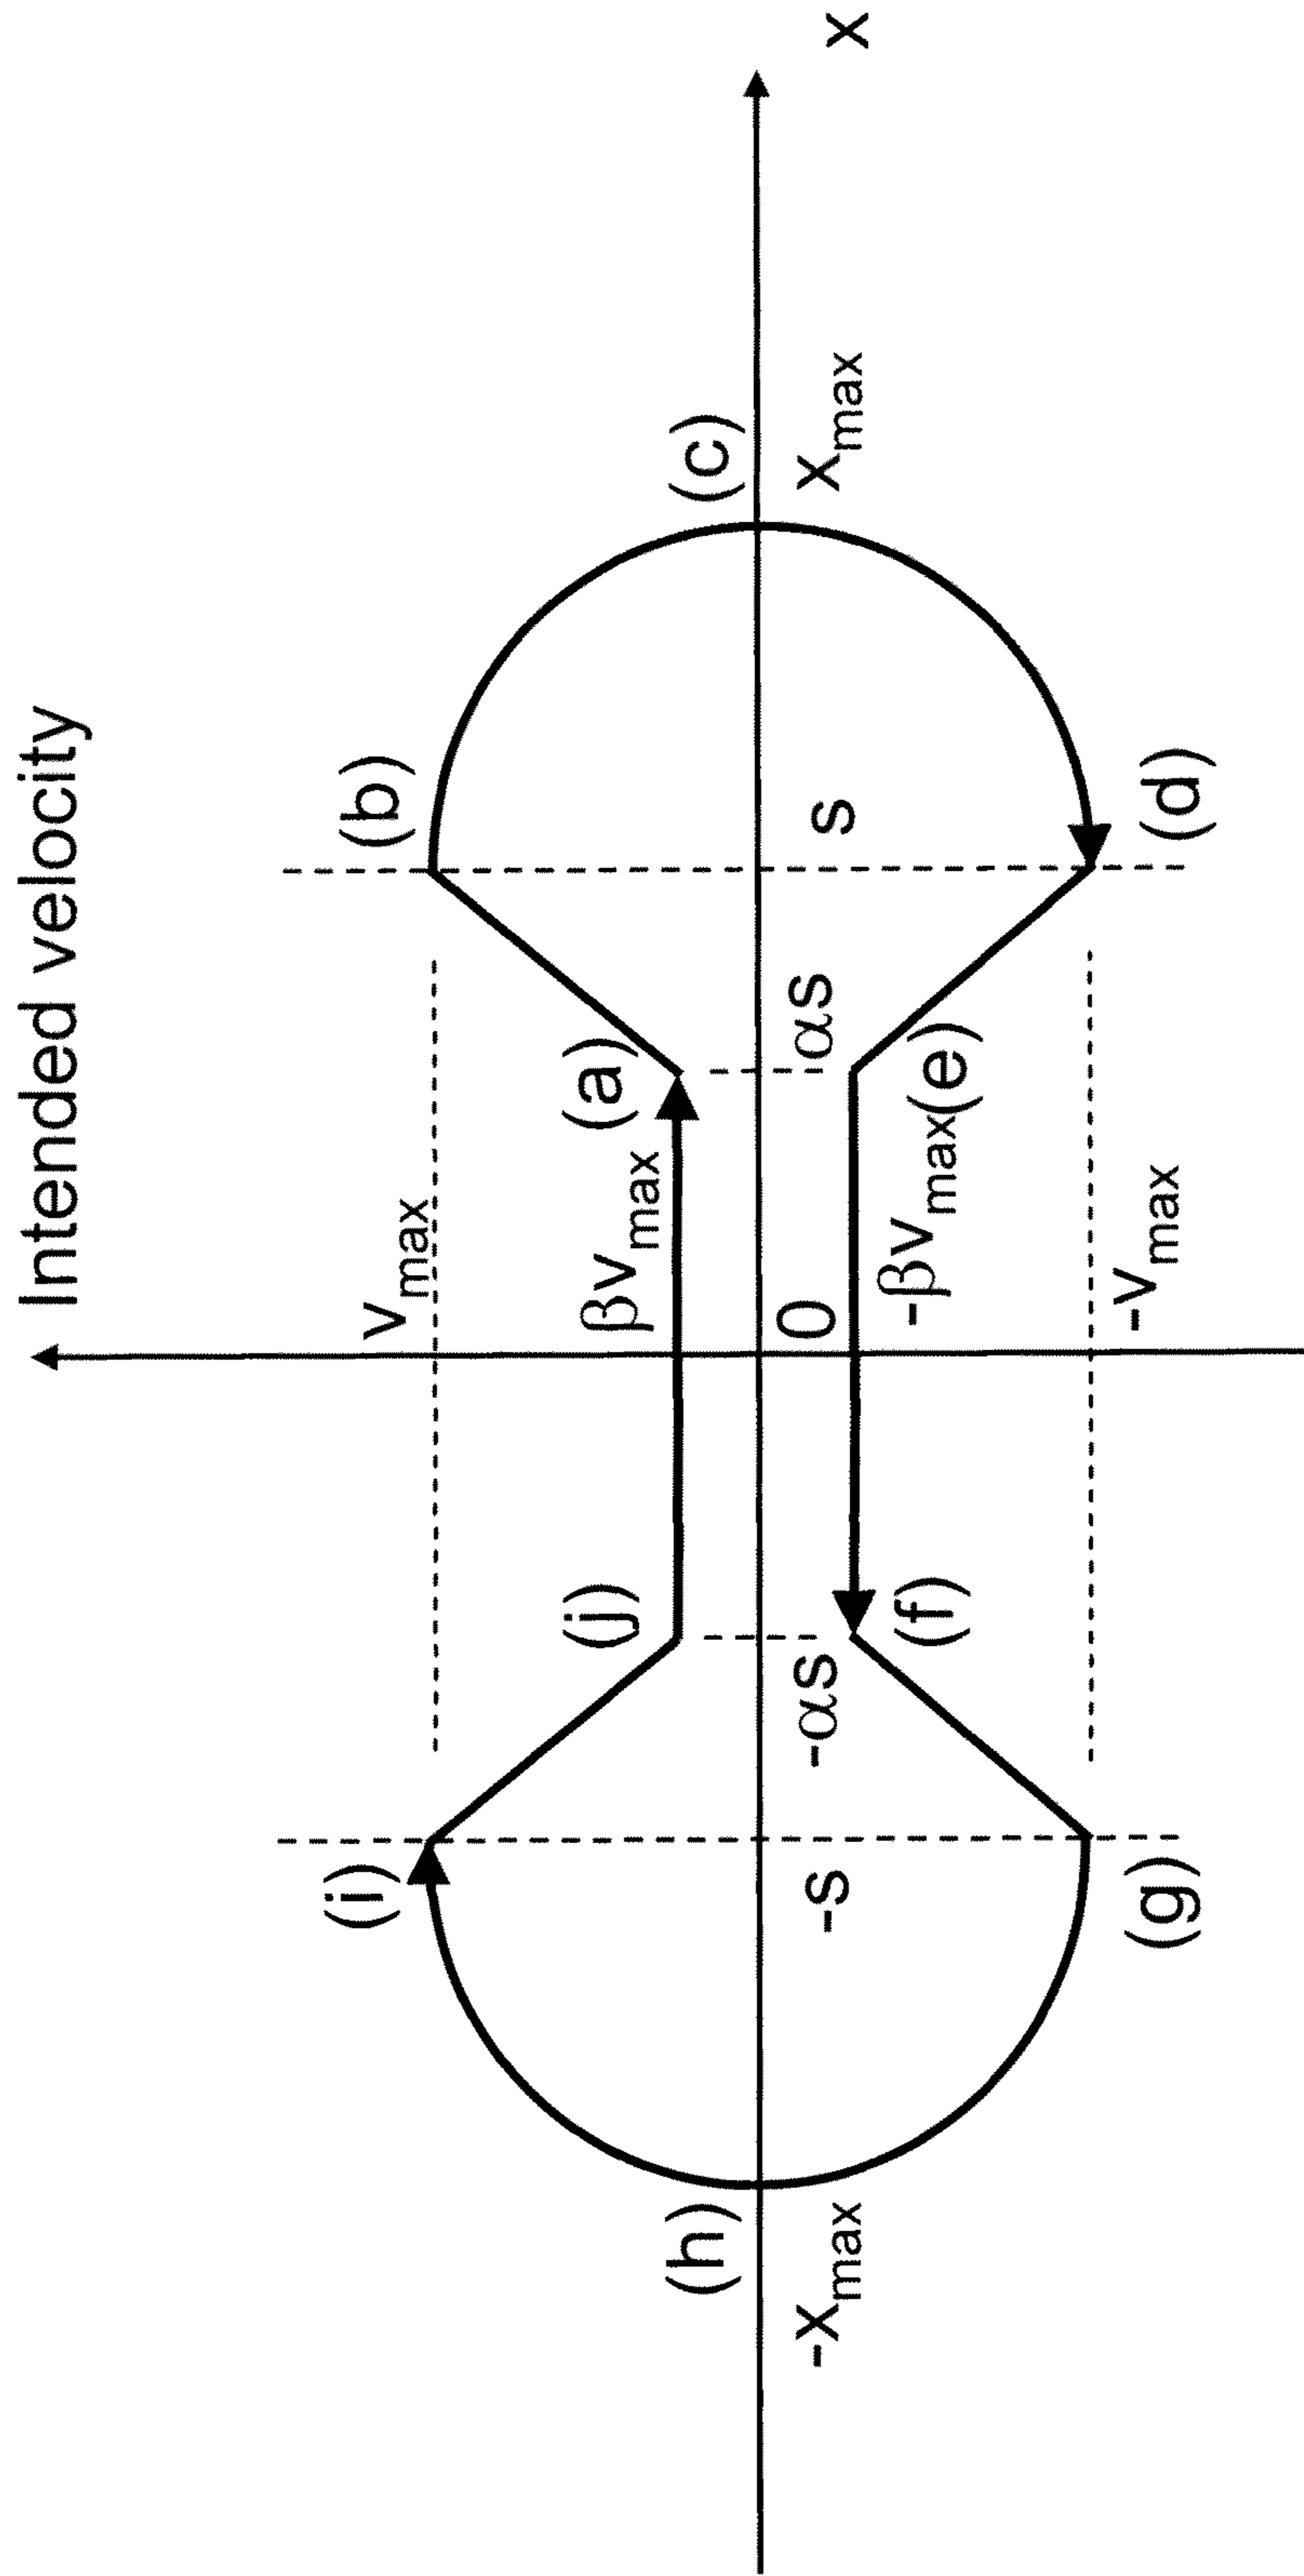 Intended velocity
(i) v_max (b)
(j) βv_max (a)
(h) (c)
-x_max -s -αs 0 αs s x_max x
(f) -βv_max (e)
(g) -v_max (d)